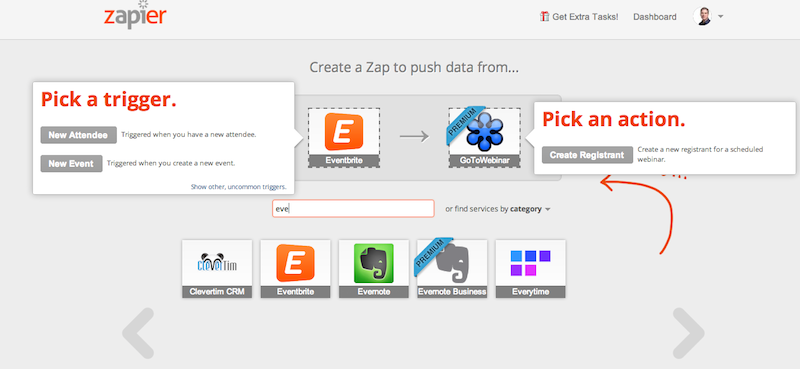 zapier
Get Extra Tasks!
Dashboard
Create a Zap to push data from...
Pick a trigger.
New Attendee Triggered when you have a new attendee.
New Event Triggered when you create a new event.
Show other, uncommon triggers.
Eventbrite
PREMIUM
GoToWebinar
Pick an action.
Create Registrant Create a new registrant for a scheduled
webinar.
eve
or find services by category
CleverTim
Clevertim CRM
Eventbrite
Evernote
PREMIUM
Evernote Business
Everytime